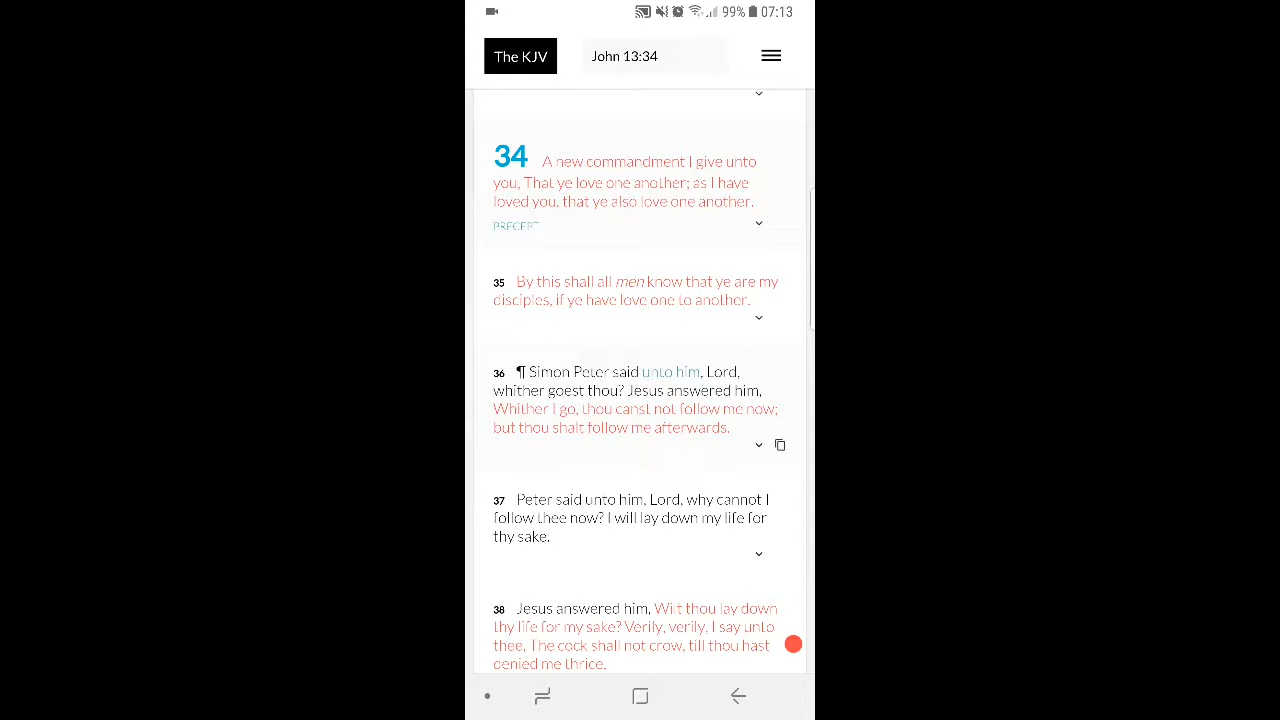 99% 07:13
The KJV John 13:34
34 A new commandment I give unto
you, That ye love one another; as I have
loved you, that ye also love one another.
PRECEPT
35 By this shall all men know that ye are my
disciples, if ye have love one to another.
36 ¶ Simon Peter said unto him, Lord,
whither goest thou? Jesus answered him,
Whither I go, thou canst not follow me now;
but thou shalt follow me afterwards.
37 Peter said unto him, Lord, why cannot I
follow thee now? I will lay down my life for
thy sake.
38 Jesus answered him, Wilt thou lay down
thy life for my sake? Verily, verily, I say unto
thee, The cock shall not crow, till thou hast
denied me thrice.